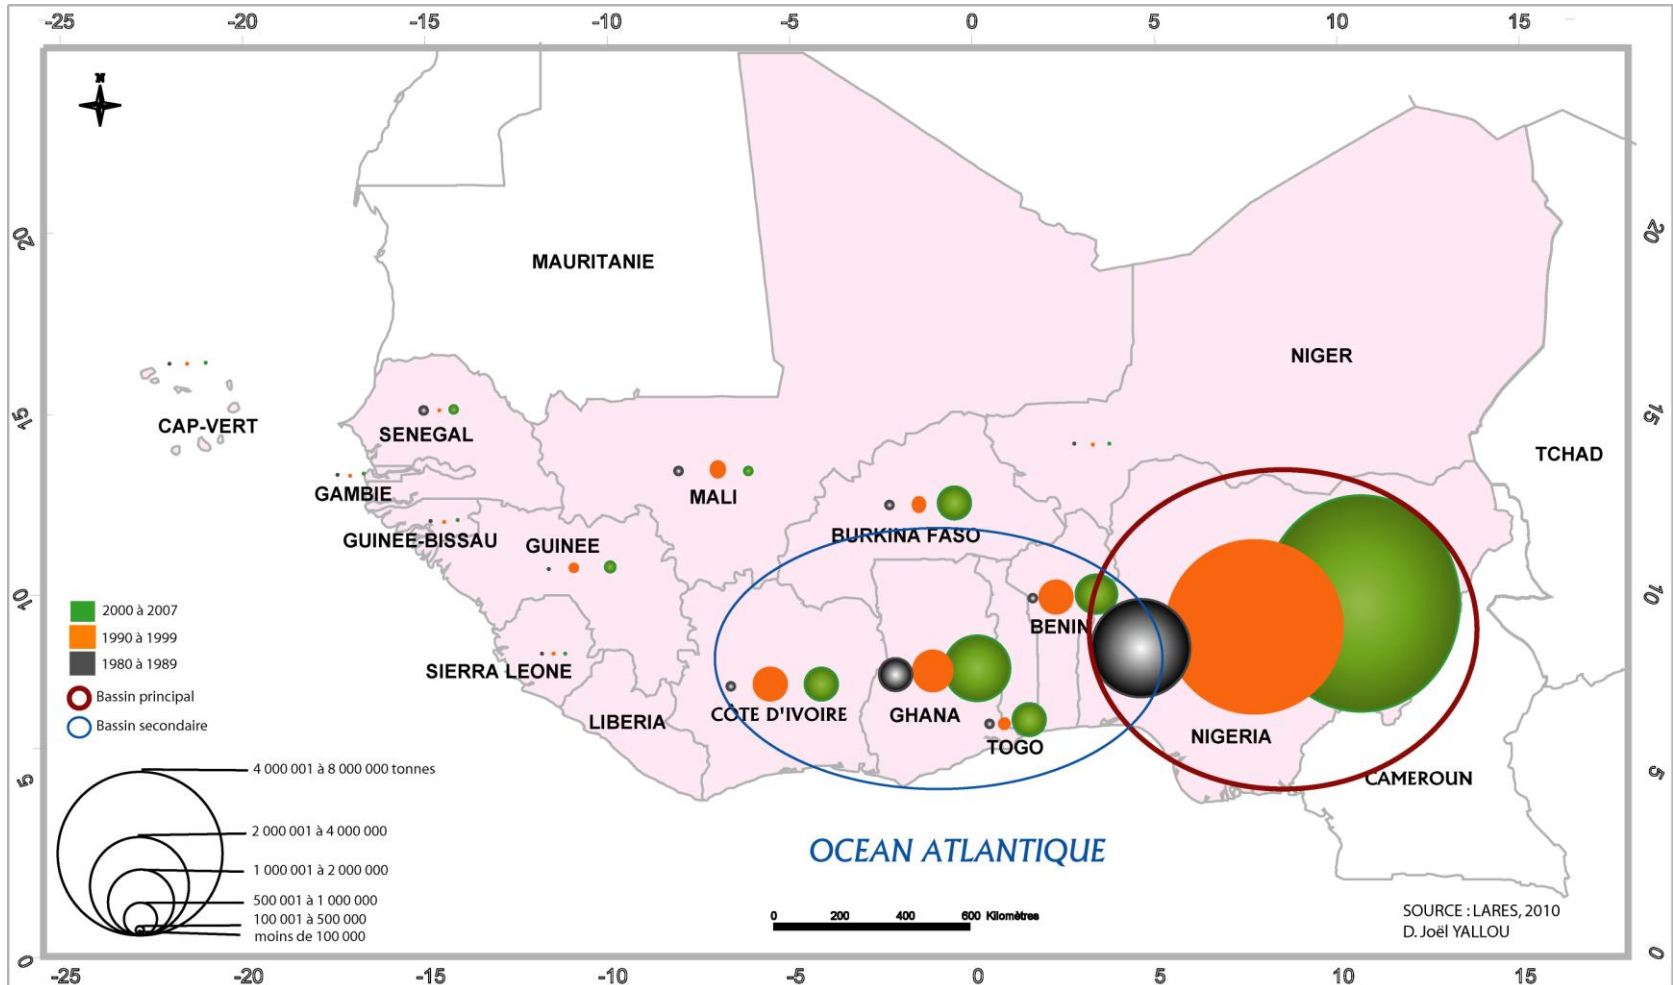 -25 -20 -15 -10 -5 0 5 10 15
N
20 20
MAURITANIE
NIGER
CAP-VERT
SENEGAL
15 15
TCHAD
GAMBIE
MALI
GUINEE-BISSAU
GUINEE
BURKINA FASO
10 10
2000 à 2007
1990 à 1999
1980 à 1989
Bassin principal
Bassin secondaire
BENIN
SIERRA LEONE
LIBERIA
CÔTE D'IVOIRE
GHANA
TOGO
NIGERIA
CAMEROUN
5 5
4 000 001 à 8 000 000 tonnes
2 000 001 à 4 000 000
1 000 001 à 2 000 000
500 001 à 1 000 000
100 001 à 500 000
moins de 100 000
OCEAN ATLANTIQUE
0 200 400 600 Kilomètres
SOURCE : LARES, 2010
D. Joël YALLOU
0 0
-25 -20 -15 -10 -5 0 5 10 15